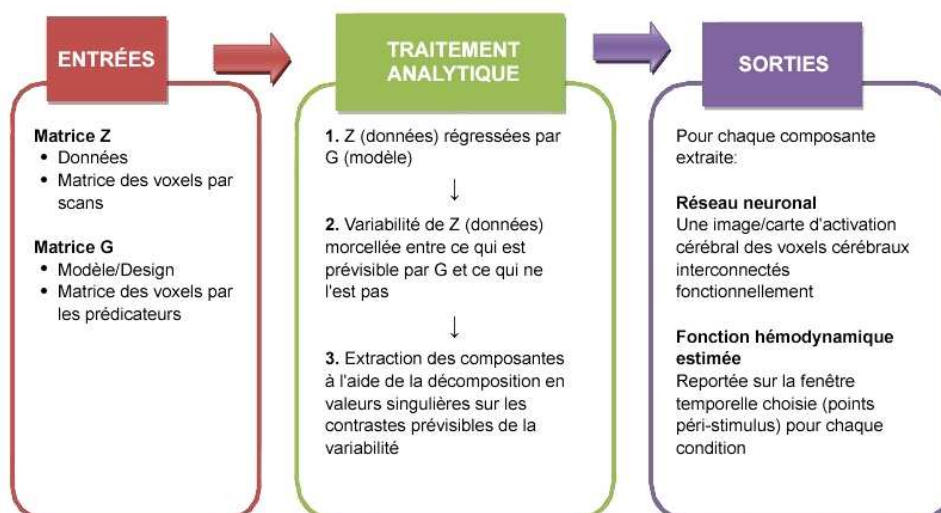 ENTRÉES
Matrice Z
• Données
• Matrice des voxels par
scans
Matrice G
• Modèle/Design
• Matrice des voxels par
les prédicateurs
TRAITEMENT
ANALYTIQUE
1. Z (données) régressées par
G (modèle)
↓
2. Variabilité de Z (données)
morcellée entre ce qui est
prévisible par G et ce qui ne
l'est pas
↓
3. Extraction des composantes
à l'aide de la décomposition en
valeurs singulières sur les
contrastes prévisibles de la
variabilité
SORTIES
Pour chaque composante
extraite:
Réseau neuronal
Une image/carte d'activation
cérébral des voxels cérébraux
interconnectés
fonctionnellement
Fonction hémodynamique
estimée
Reportée sur la fenêtre
temporelle choisie (points
péri-stimulus) pour chaque
condition